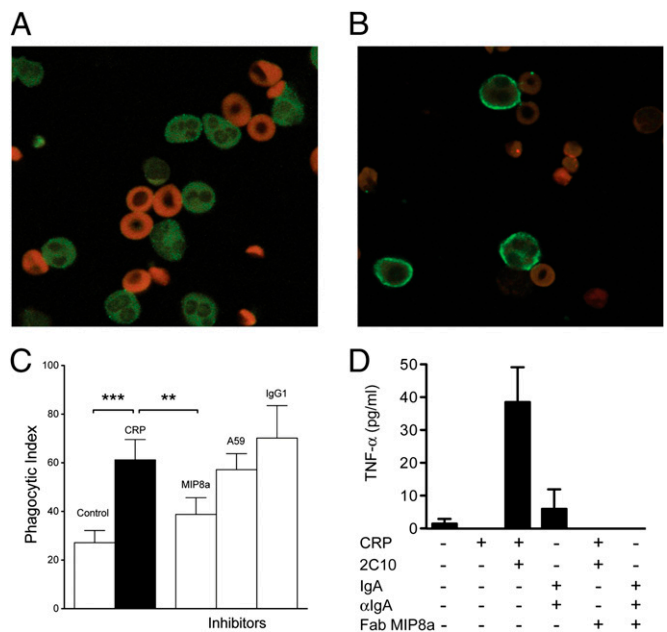 A
B
C
D
Phagocytic Index
100
80
60
40
20
0
***
**
Control
CRP
MIP8a
A59
IgG1
Inhibitors
TNF-α (pg/ml)
50
40
30
20
10
0
CRP - + + - + -
2C10 - - + - + -
IgA - - - + - +
αIgA - - - + - +
Fab MIP8a - - - - + +